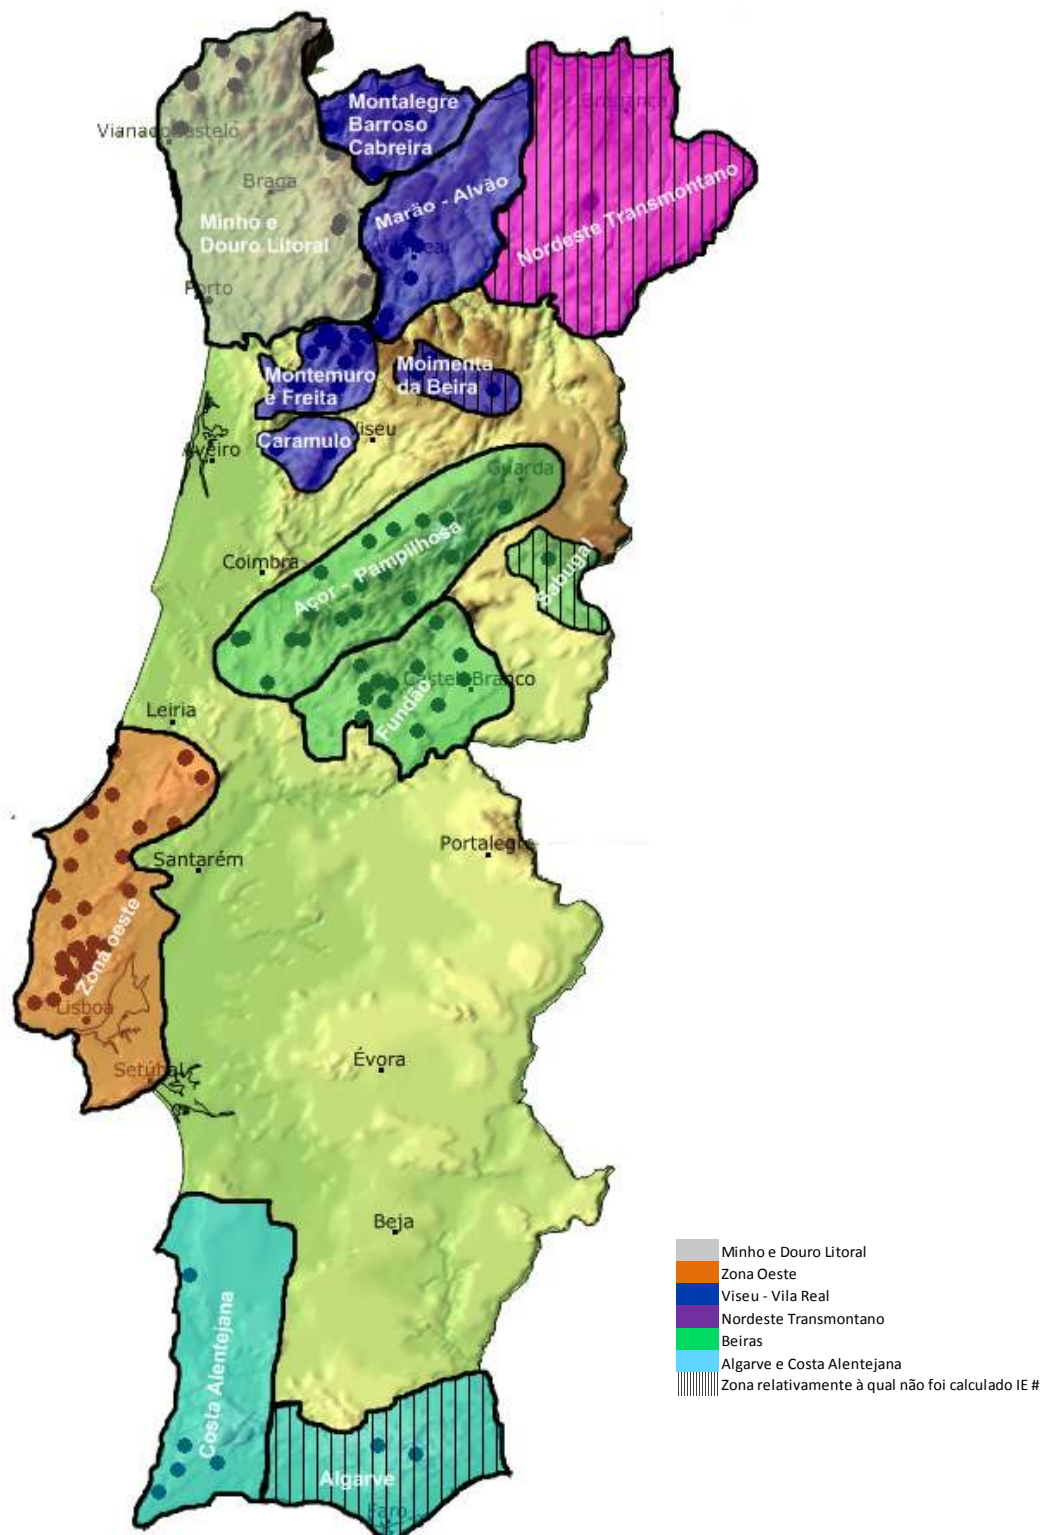 Montalegre
Barroso
Cabreira
Bragança
Viana do Castelo
Braga
Marão - Alvão
Nordeste Transmontano
Minho e
Douro Litoral
Vila Real
Porto
Montemuro
e Freita
Moimenta
da Beira
Viseu
Caramulo
Aveiro
Guarda
Coimbra
Açor - Pampilhosa
Sabugal
Castelo Branco
Fundão
Leiria
Portalegre
Santarém
Zona oeste
Lisboa
Évora
Setúbal
Beja
Costa Alentejana
Algarve
Faro
Minho e Douro Litoral
Zona Oeste
Viseu - Vila Real
Nordeste Transmontano
Beiras
Algarve e Costa Alentejana
Zona relativamente à qual não foi calculado IE #